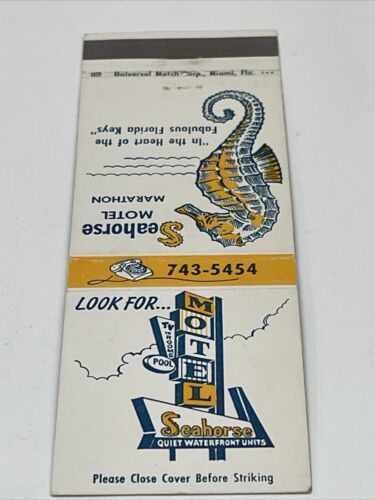 Universal Match Corp., Miami, Fla.
"In the Heart of the
Fabulous Florida Keys"
Seahorse
MOTEL
MARATHON
743-5454
LOOK FOR...
MOTEL
TV
POOL
Seahorse
QUIET WATERFRONT UNITS
Please Close Cover Before Striking